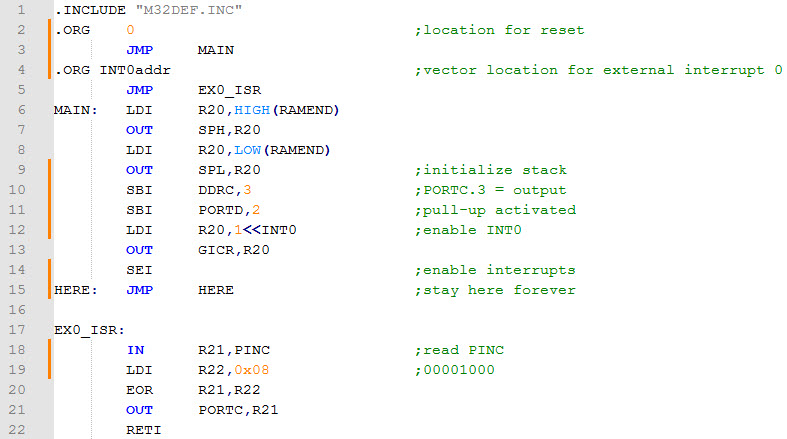 1 .INCLUDE "M32DEF.INC"
2 .ORG 0 ;location for reset
3 JMP MAIN
4 .ORG INT0addr ;vector location for external interrupt 0
5 JMP EX0_ISR
6 MAIN: LDI R20,HIGH(RAMEND)
7 OUT SPH,R20
8 LDI R20,LOW(RAMEND)
9 OUT SPL,R20 ;initialize stack
10 SBI DDRC,3 ;PORTC.3 = output
11 SBI PORTD,2 ;pull-up activated
12 LDI R20,1<<INT0 ;enable INT0
13 OUT GICR,R20
14 SEI ;enable interrupts
15 HERE: JMP HERE ;stay here forever
16
17 EX0_ISR:
18 IN R21,PINC ;read PINC
19 LDI R22,0x08 ;00001000
20 EOR R21,R22
21 OUT PORTC,R21
22 RETI